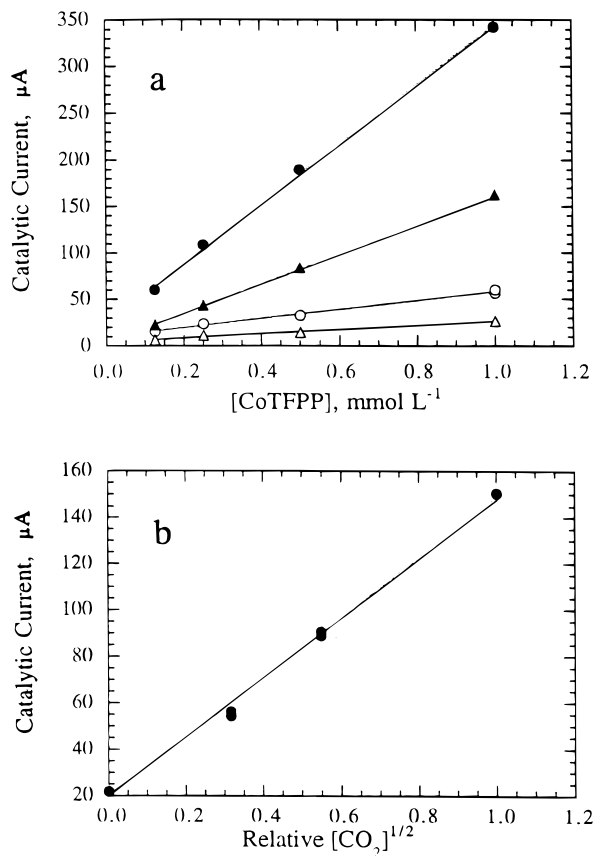 350
300
250
200
150
100
50
0
a
Catalytic Current, μA
0.0 0.2 0.4 0.6 0.8 1.0 1.2
[CoTFPP], mmol L⁻¹
160
140
120
100
80
60
40
20
b
Catalytic Current, μA
0.0 0.2 0.4 0.6 0.8 1.0
Relative [CO₂]¹/²